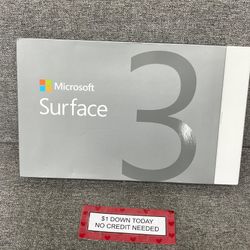 Microsoft
Surface
3
$1 DOWN TODAY
NO CREDIT NEEDED